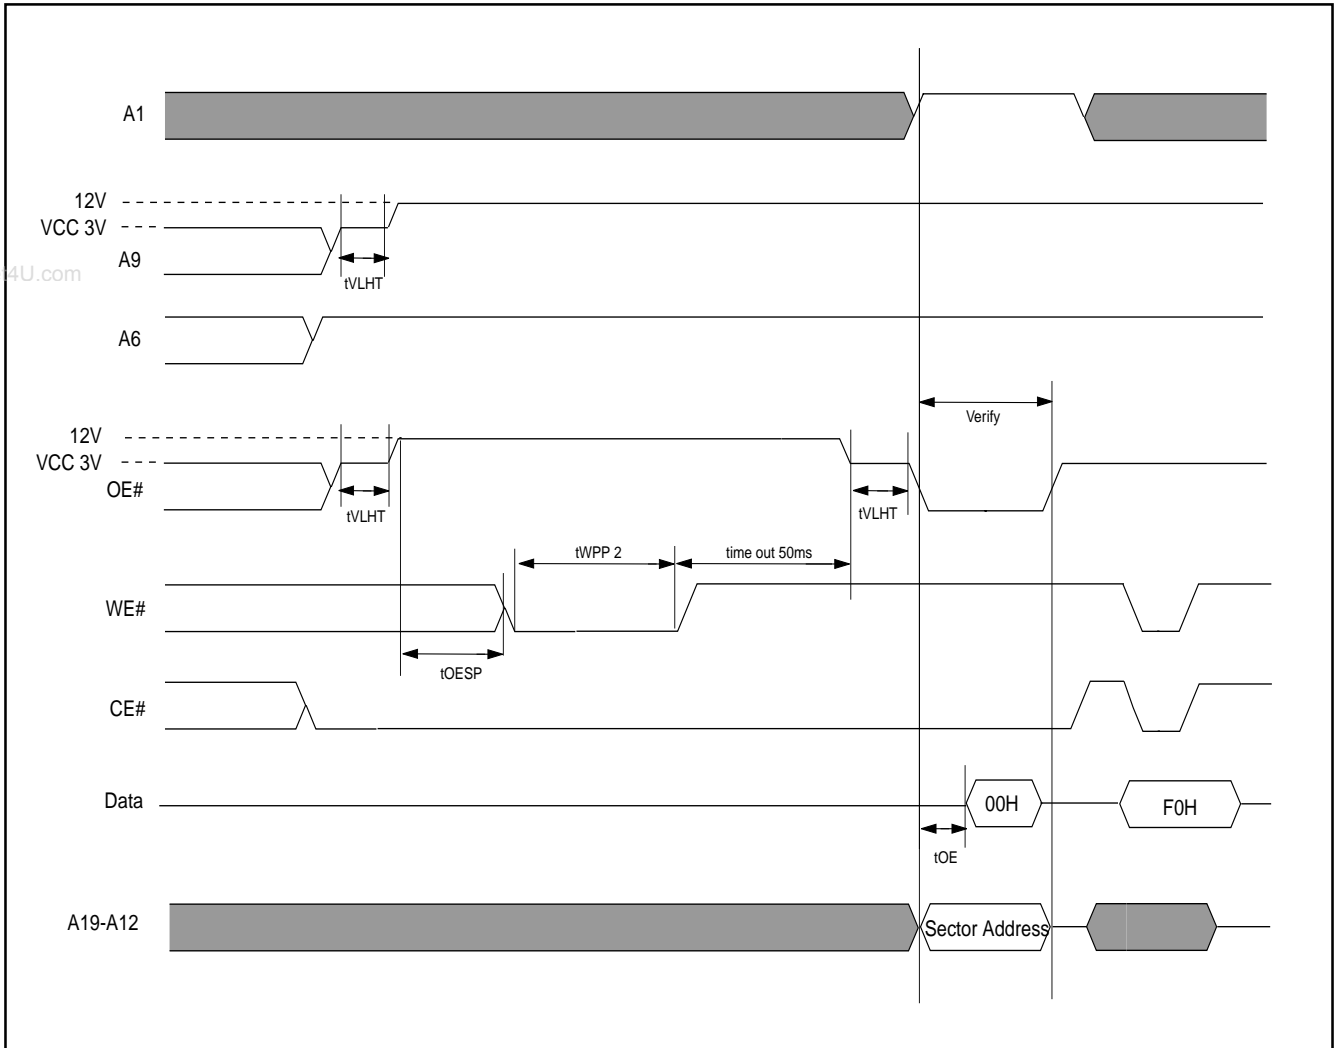 A1
12V
VCC 3V
A9
4U.com
tVLHT
A6
Verify
12V
VCC 3V
OE#
tVLHT
tVLHT
tWPP 2
time out 50ms
WE#
tOESP
CE#
Data
00H
F0H
tOE
A19-A12
Sector Address